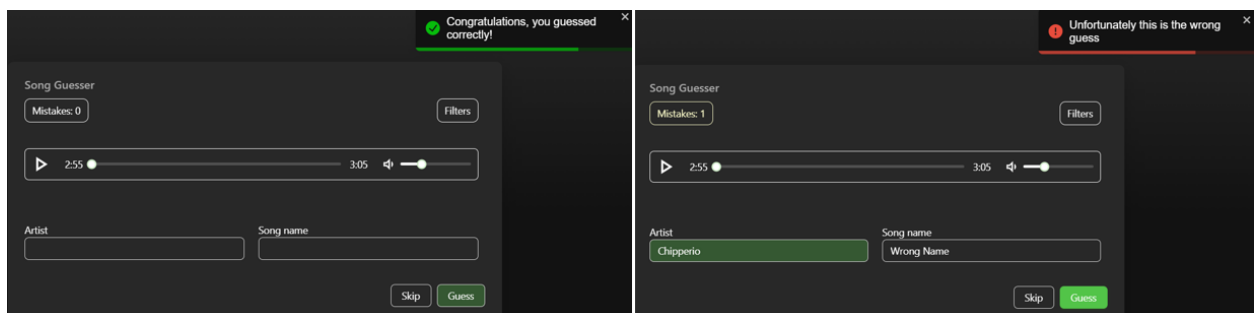 Congratulations, you guessed
correctly!
Song Guesser
Mistakes: 0
Filters
2:55
3:05
Artist
Song name
Skip
Guess
Unfortunately this is the wrong
guess
Song Guesser
Mistakes: 1
Filters
2:55
3:05
Artist
Song name
Chipperio
Wrong Name
Skip
Guess